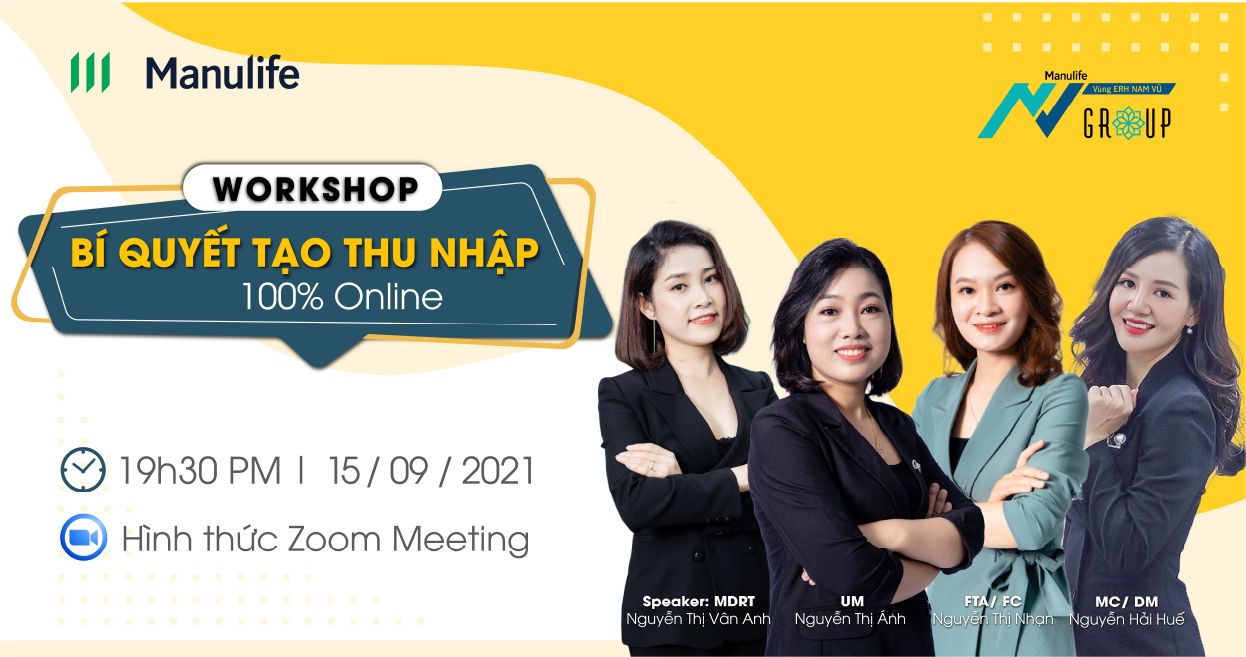 Manulife
Manulife
Vùng ERH NAM VŨ
GROUP
WORKSHOP
BÍ QUYẾT TẠO THU NHẬP
100% Online
19h30 PM | 15 / 09 / 2021
Hình thức Zoom Meeting
Speaker: MDRT
Nguyễn Thị Vân Anh
UM
Nguyễn Thị Ánh
FTA/ FC
Nguyễn Thị Nhạn
MC/ DM
Nguyễn Hải Huế